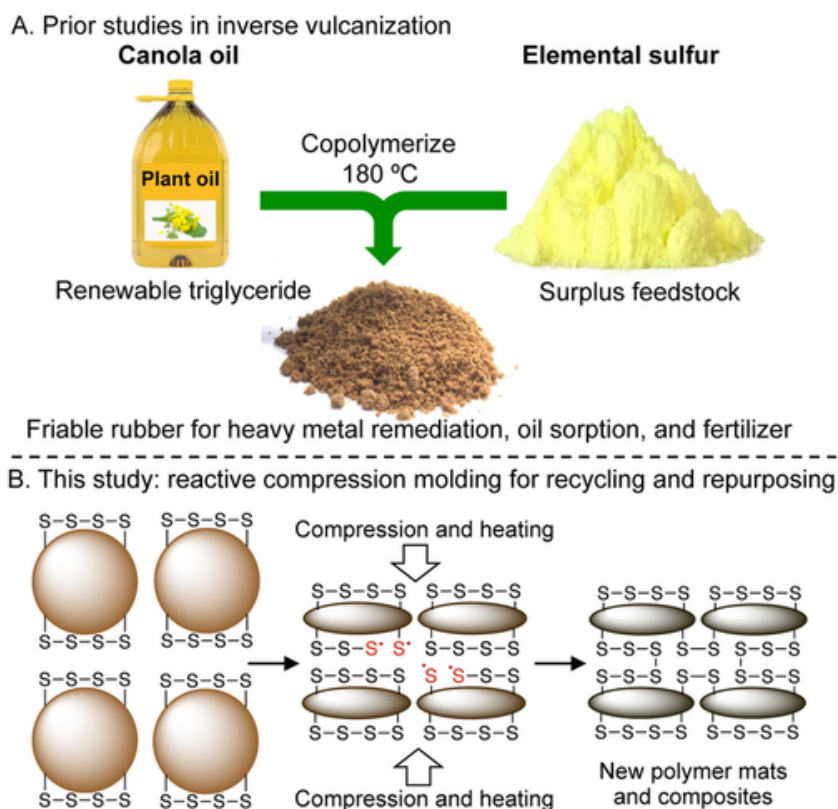 A. Prior studies in inverse vulcanization
Canola oil
Elemental sulfur
Copolymerize
180 ºC
Plant oil
Renewable triglyceride
Surplus feedstock
Friable rubber for heavy metal remediation, oil sorption, and fertilizer
B. This study: reactive compression molding for recycling and repurposing
S-S-S-S S-S-S-S
Compression and heating
S-S-S-S S-S-S-S
S-S-S-S S-S-S-S
S-S-S-S S-S-S-S
S-S-S• S• S-S-S-S
S-S-S-S •S •S-S-S
S-S-S-S S-S-S-S
S-S-S-S S-S-S-S
S-S-S-S S-S-S-S
S-S-S-S S-S-S-S
S-S-S-S S-S-S-S
S-S-S-S S-S-S-S
S-S-S-S S-S-S-S
Compression and heating
New polymer mats
and composites